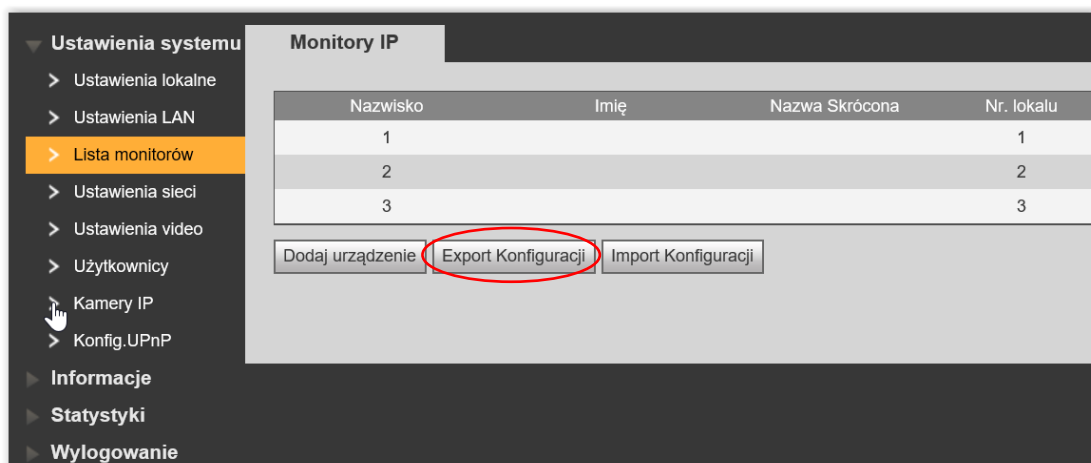 Ustawienia systemu
Ustawienia lokalne
Ustawienia LAN
Lista monitorów
Ustawienia sieci
Ustawienia video
Użytkownicy
Kamery IP
Konfig.UPnP
Informacje
Statystyki
Wylogowanie
Monitory IP
Nazwisko Imię Nazwa Skrócona Nr. lokalu
1 1
2 2
3 3
Dodaj urządzenie Export Konfiguracji Import Konfiguracji